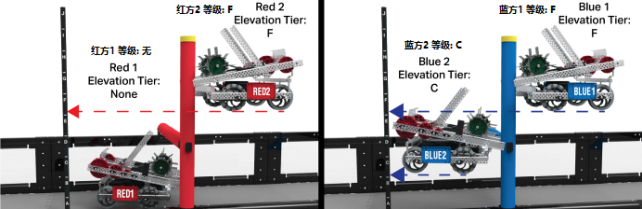 红方2 等级: F
Red 2
Elevation Tier:
F
红方1 等级: 无
Red 1
Elevation Tier:
None
RED2
RED1
蓝方1 等级: F
Blue 1
Elevation Tier:
F
蓝方2 等级: C
Blue 2
Elevation Tier:
C
BLUE1
BLUE2